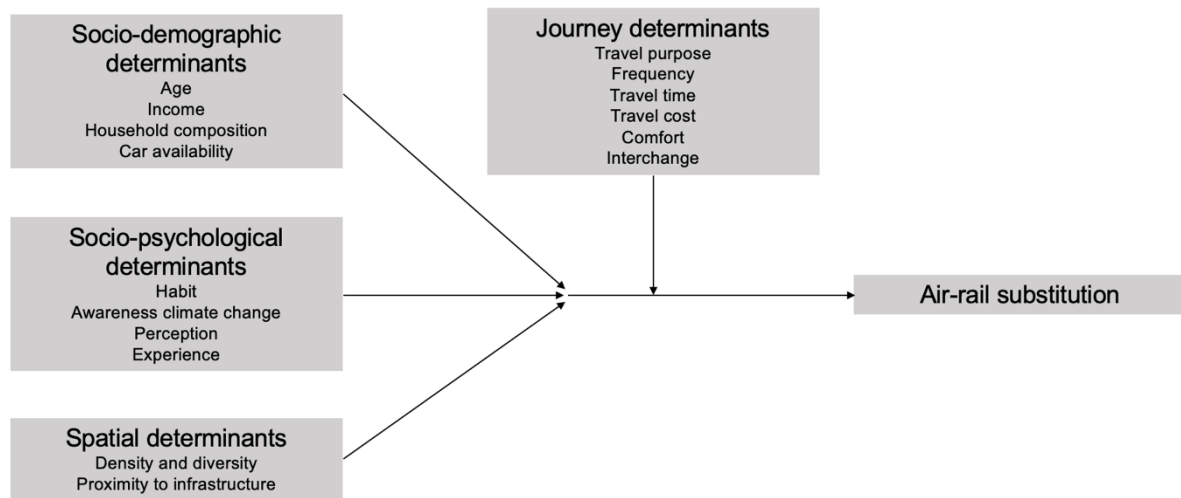 Socio-demographic
determinants
Age
Income
Household composition
Car availability
Journey determinants
Travel purpose
Frequency
Travel time
Travel cost
Comfort
Interchange
Socio-psychological
determinants
Habit
Awareness climate change
Perception
Experience
Air-rail substitution
Spatial determinants
Density and diversity
Proximity to infrastructure